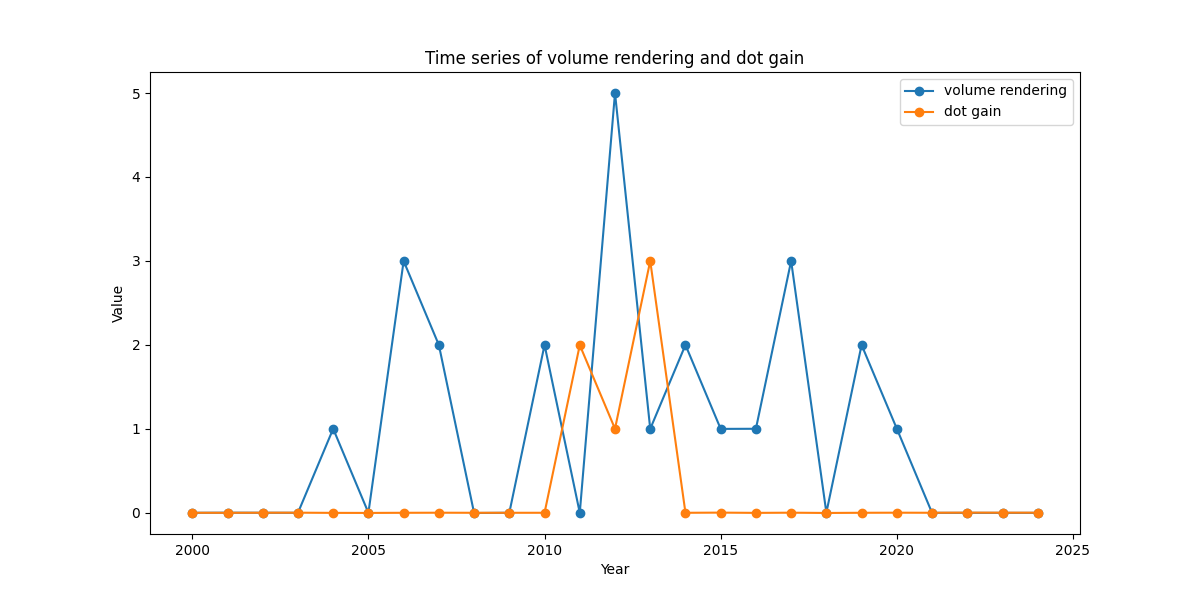 Time series of volume rendering and dot gain
volume rendering
dot gain
5
4
3
2
1
0
Value
2000
2005
2010
2015
2020
2025
Year